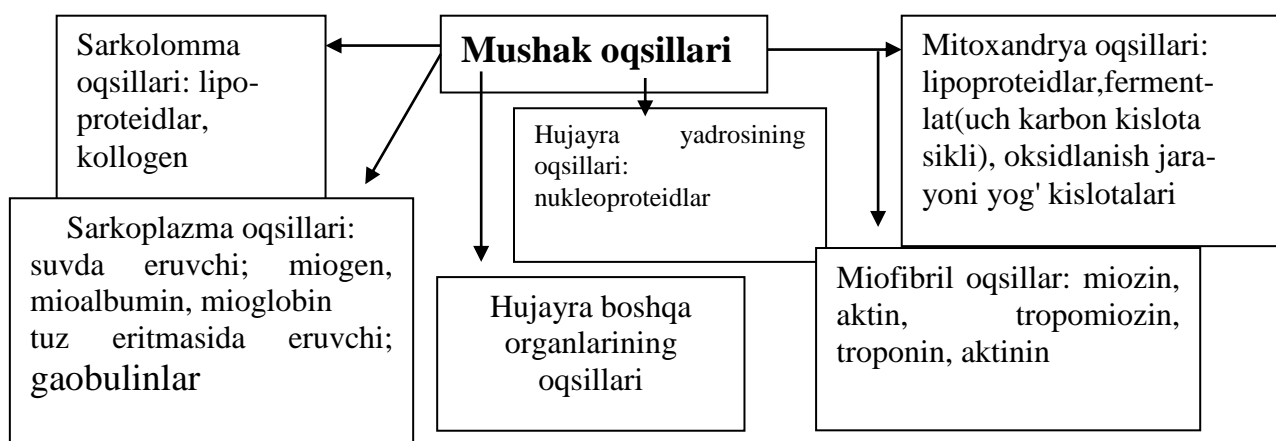 Mushak oqsillari
Sarkolomma
oqsillari: lipo-
proteidlar,
kollogen
Mitoxandrya oqsillari:
lipoproteidlar,ferment-
lat(uch karbon kislota
sikli), oksidlanish jara-
yoni yog' kislotalari
Hujayra yadrosining
oqsillari:
nukleoproteidlar
Sarkoplazma oqsillari:
suvda eruvchi; miogen,
mioalbumin, mioglobin
tuz eritmasida eruvchi;
gaobulinlar
Hujayra boshqa
organlarining
oqsillari
Miofibril oqsillar: miozin,
aktin, tropomiozin,
troponin, aktinin